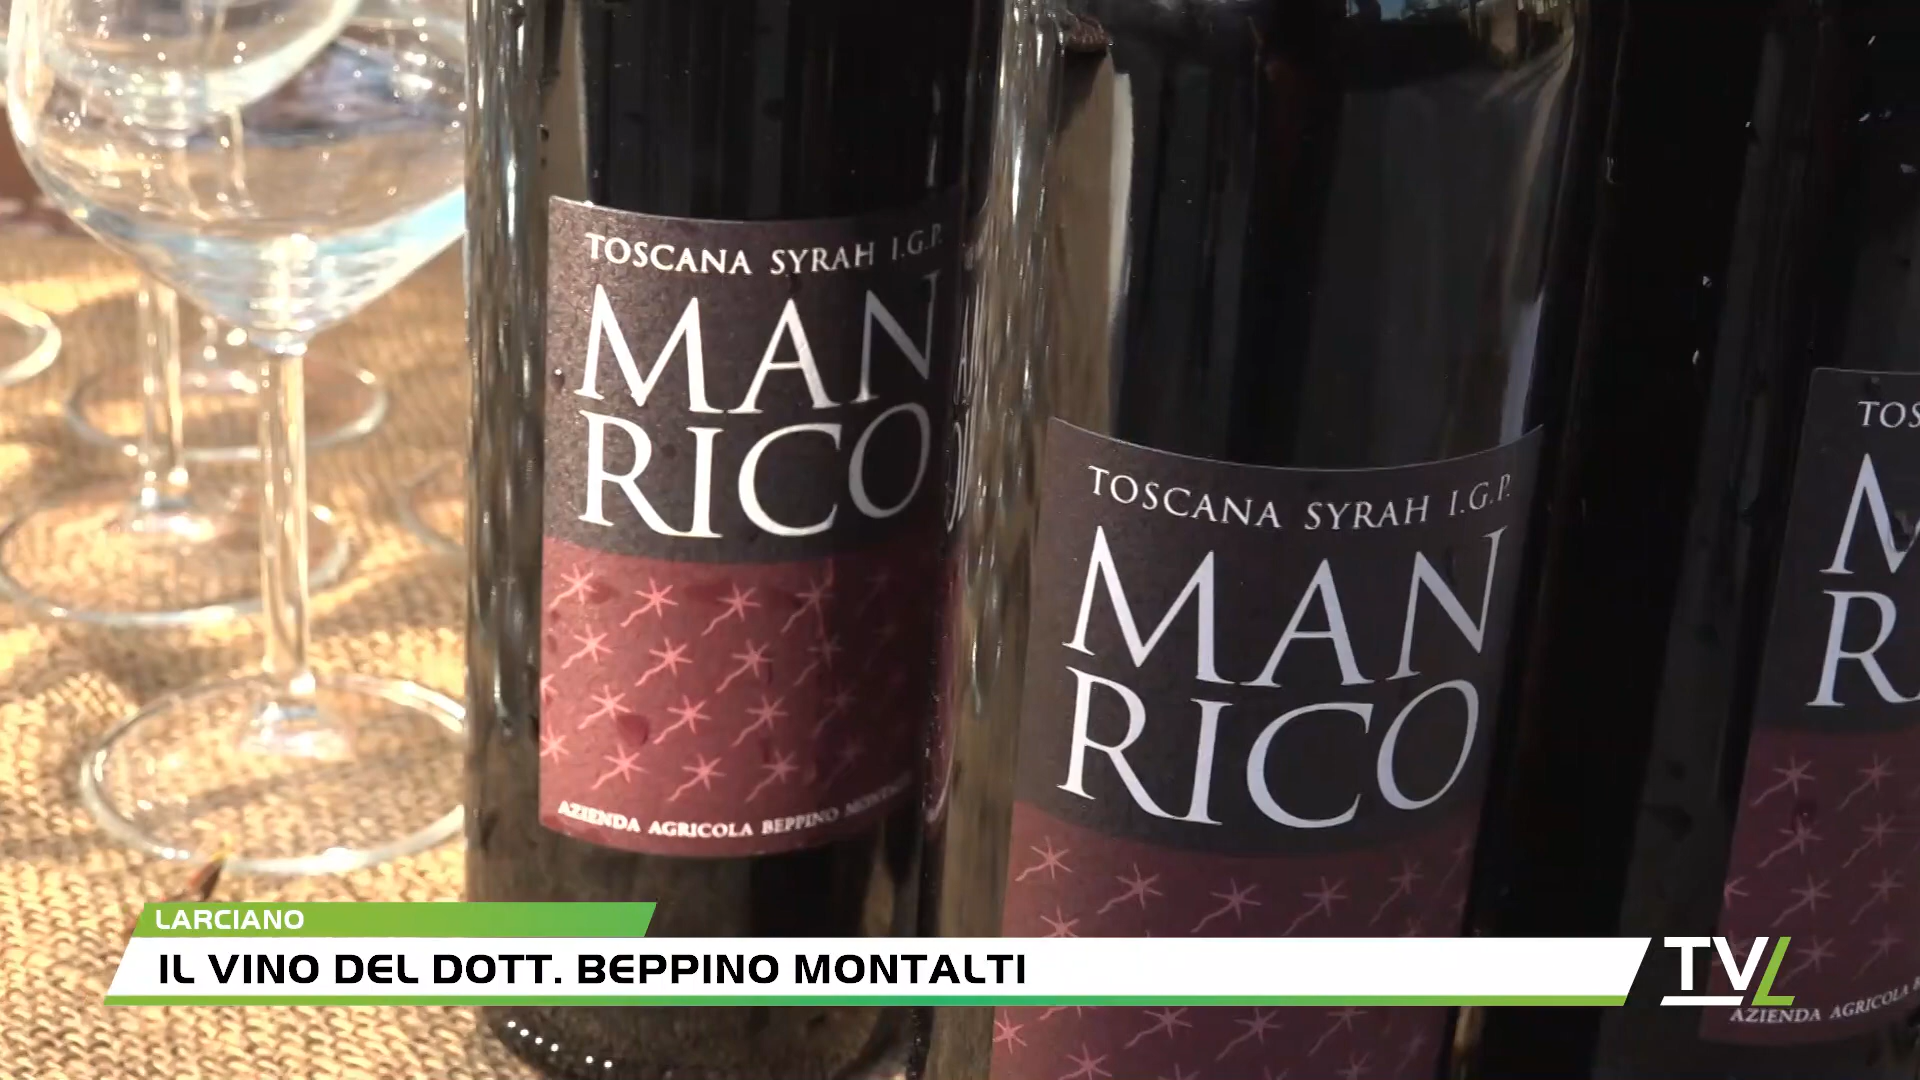 TOSCANA SYRAH I.G.P.
MAN
RICO
AZIENDA AGRICOLA BEPPINO
TOSCANA SYRAH I.G.P.
MAN
RICO
AZIENDA AGRICOLA
LARCIANO
IL VINO DEL DOTT. BEPPINO MONTALTI
TVL